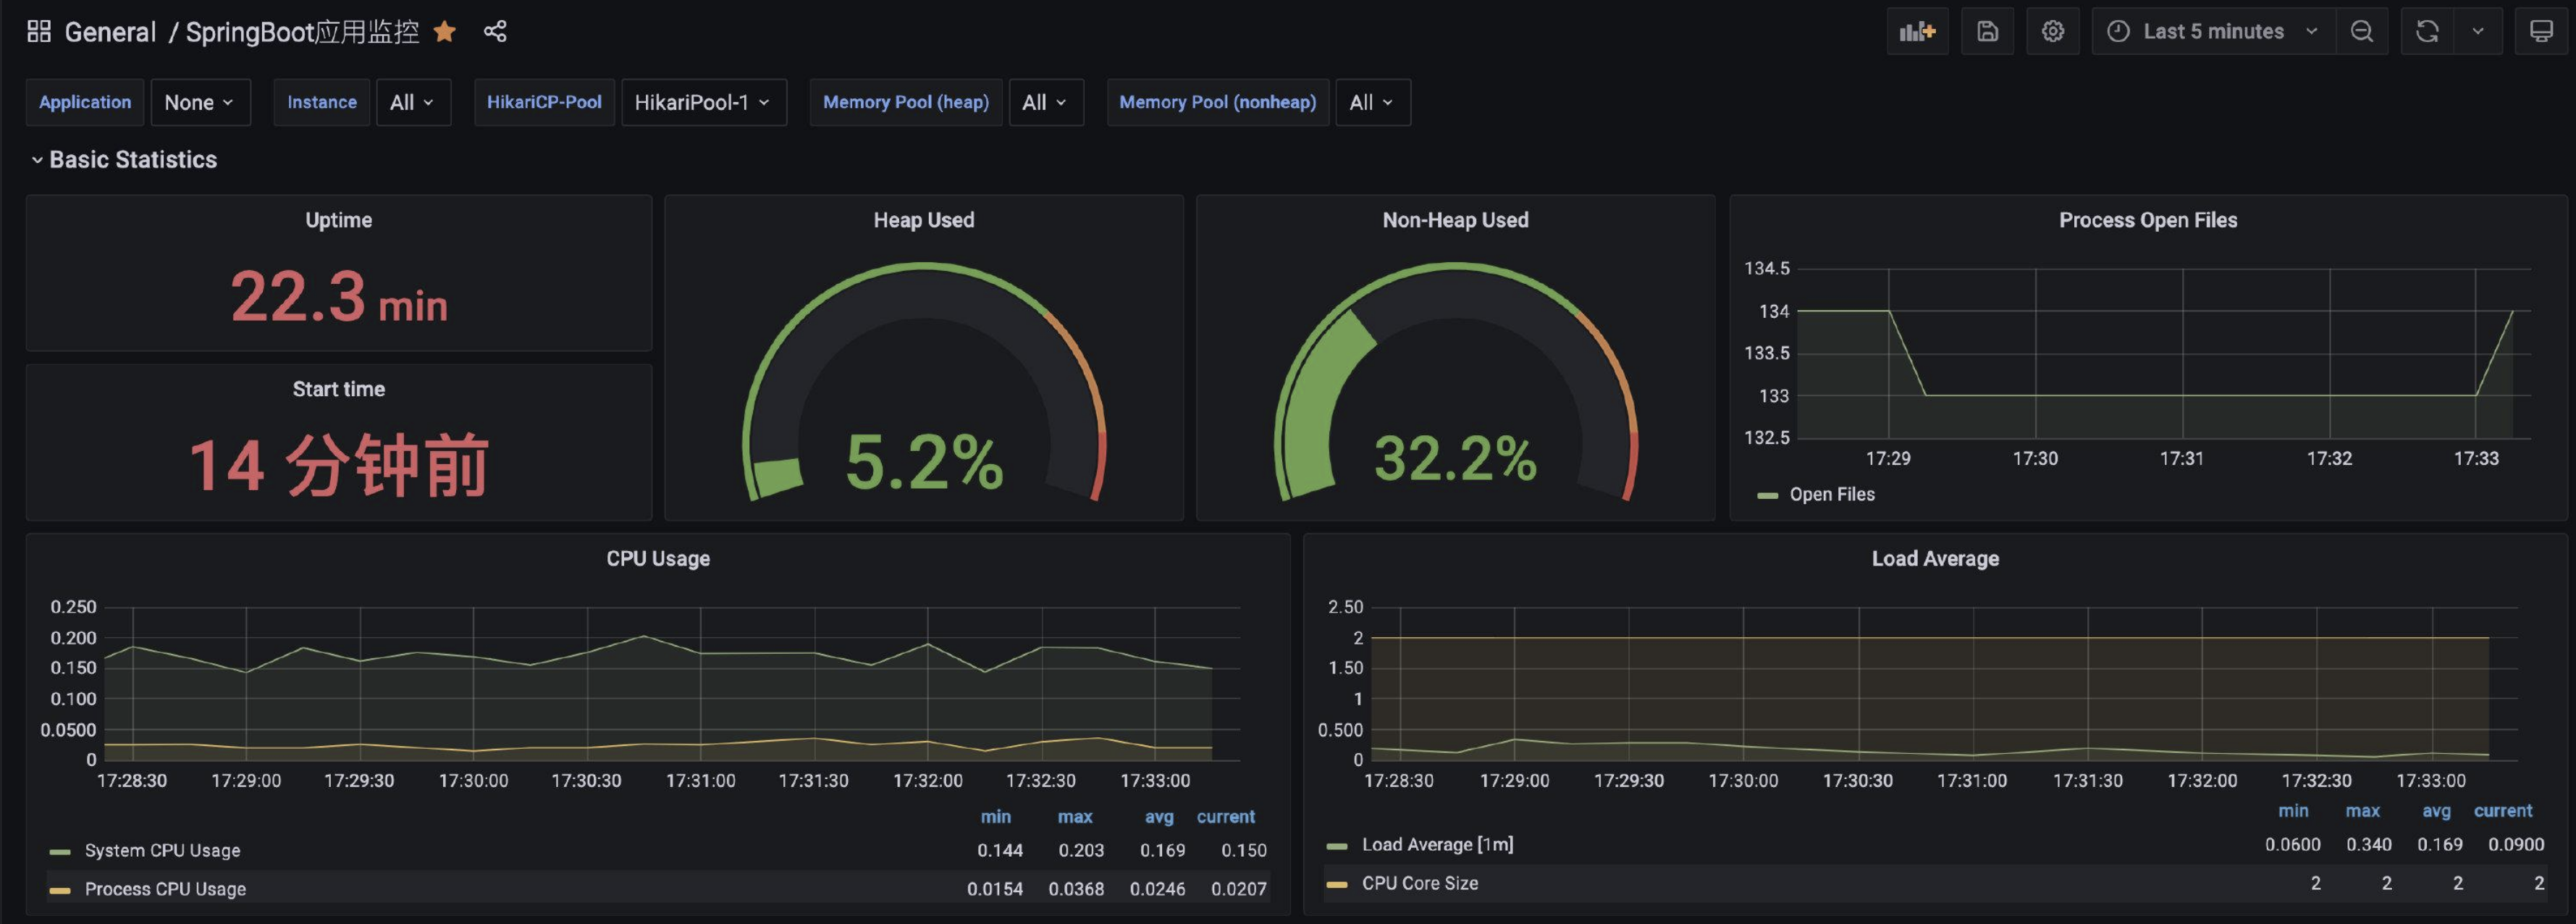 General / SpringBoot应用监控
Last 5 minutes
Application None Instance All HikariCP-Pool HikariPool-1 Memory Pool (heap) All Memory Pool (nonheap) All
Basic Statistics
Uptime
22.3 min
Start time
14 分钟前
Heap Used
5.2%
Non-Heap Used
32.2%
Process Open Files
134.5
134
133.5
133
132.5
17:29 17:30 17:31 17:32 17:33
Open Files
CPU Usage
0.250
0.200
0.150
0.100
0.0500
0
17:28:30 17:29:00 17:29:30 17:30:00 17:30:30 17:31:00 17:31:30 17:32:00 17:32:30 17:33:00
min max avg current
System CPU Usage 0.144 0.203 0.169 0.150
Process CPU Usage 0.0154 0.0368 0.0246 0.0207
Load Average
2.50
2
1.50
1
0.500
0
17:28:30 17:29:00 17:29:30 17:30:00 17:30:30 17:31:00 17:31:30 17:32:00 17:32:30 17:33:00
min max avg current
Load Average [1m] 0.0600 0.340 0.169 0.0900
CPU Core Size 2 2 2 2